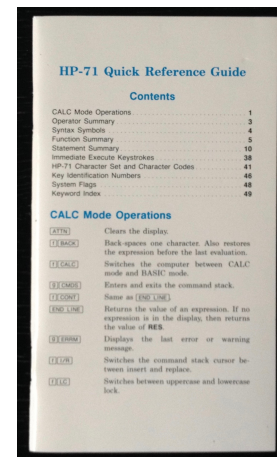 HP-71 Quick Reference Guide
Contents
CALC Mode Operations . . . . . . . . . . 1
Operator Summary . . . . . . . . . . 3
Syntax Symbols . . . . . . . . . . 4
Function Summary . . . . . . . . . . 5
Statement Summary . . . . . . . . . . 10
Immediate Execute Keystrokes . . . . . . . . . . 38
HP-71 Character Set and Character Codes . . . . . . . . . . 41
Key Identification Numbers . . . . . . . . . . 46
System Flags . . . . . . . . . . 48
Keyword Index . . . . . . . . . . 49
CALC Mode Operations
ATTN Clears the display.
f BACK Back-spaces one character. Also restores
the expression before the last evaluation.
f CALC Switches the computer between CALC
mode and BASIC mode.
g CMDS Enters and exits the command stack.
f CONT Same as END LINE.
END LINE Returns the value of an expression. If no
expression is in the display, then returns
the value of RES.
g ERRM Displays the last error or warning
message.
f I/R Switches the command stack cursor be-
tween insert and replace.
f LC Switches between uppercase and lowercase
lock.